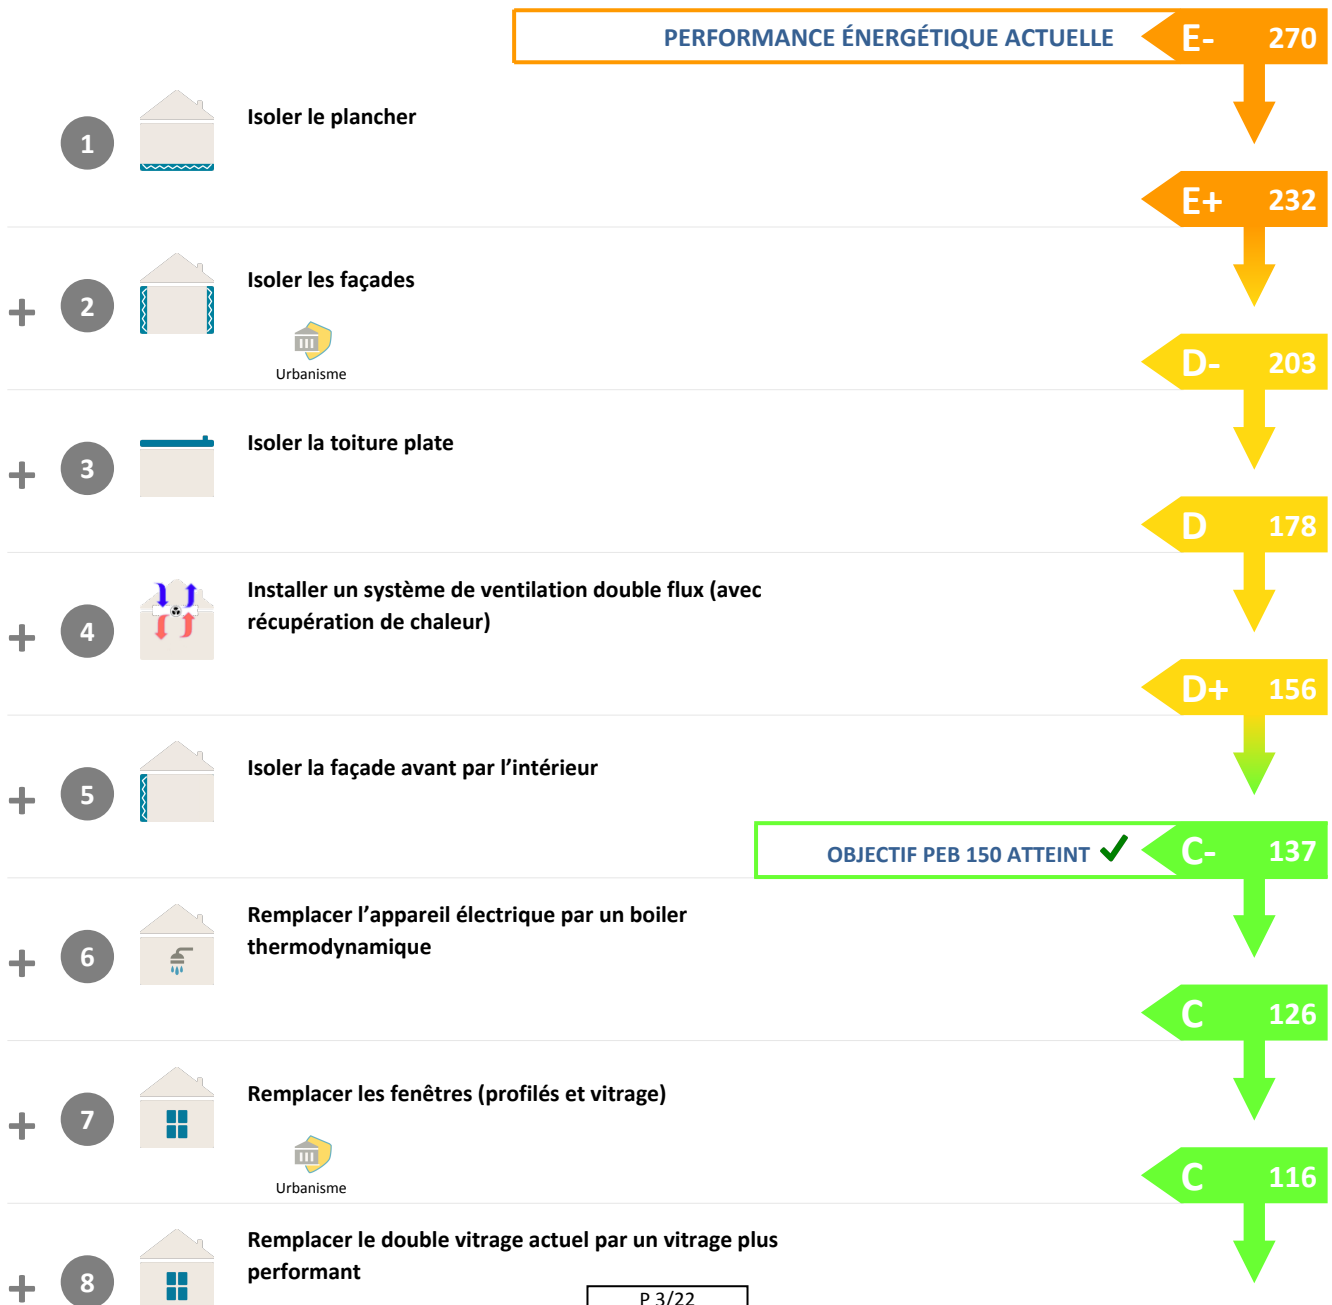 PERFORMANCE ÉNERGÉTIQUE ACTUELLE E- 270
1 Isoler le plancher
E+ 232
+ 2 Isoler les façades
Urbanisme
D- 203
+ 3 Isoler la toiture plate
D 178
+ 4 Installer un système de ventilation double flux (avec
récupération de chaleur)
D+ 156
+ 5 Isoler la façade avant par l’intérieur
OBJECTIF PEB 150 ATTEINT ✓ C- 137
+ 6 Remplacer l’appareil électrique par un boiler
thermodynamique
C 126
+ 7 Remplacer les fenêtres (profilés et vitrage)
Urbanisme
C 116
+ 8 Remplacer le double vitrage actuel par un vitrage plus
performant
P 3/22